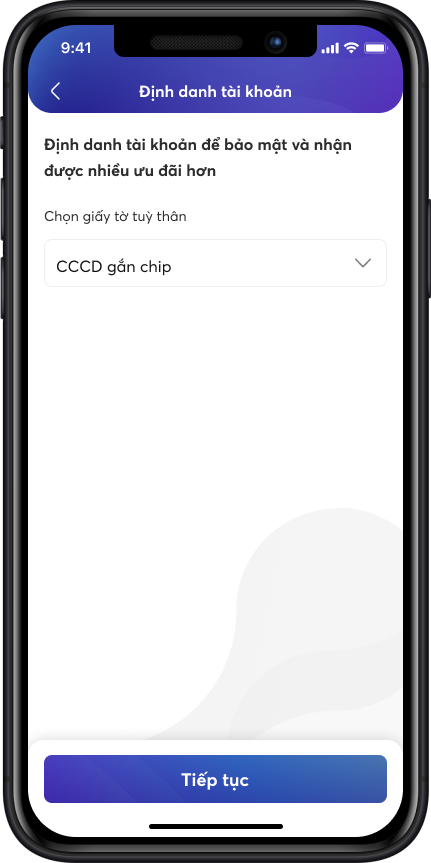 9:41
Định danh tài khoản
Định danh tài khoản để bảo mật và nhận
được nhiều ưu đãi hơn
Chọn giấy tờ tuỳ thân
CCCD gắn chip
Tiếp tục